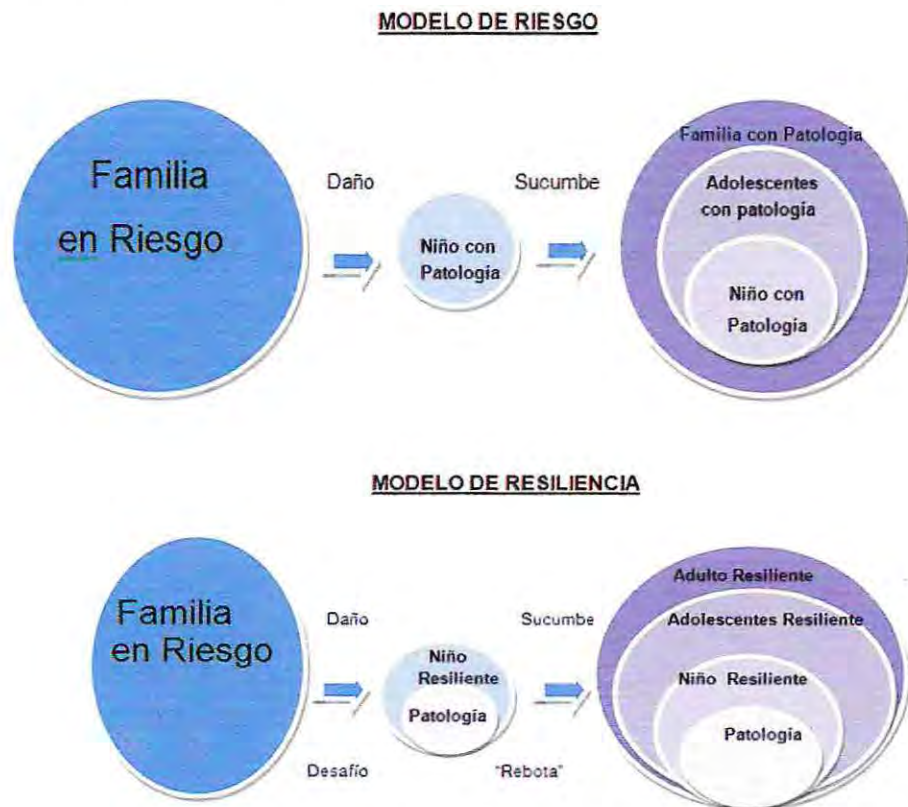 MODELO DE RIESGO
Familia
en Riesgo
Daño
Niño con
Patología
Sucumbe
Familia con Patología
Adolescentes
con patología
Niño con
Patología
MODELO DE RESILIENCIA
Familia
en Riesgo
Daño
Desafío
Niño
Resiliente
Patología
Sucumbe
"Rebota"
Adulto Resiliente
Adolescentes Resiliente
Niño Resiliente
Patología